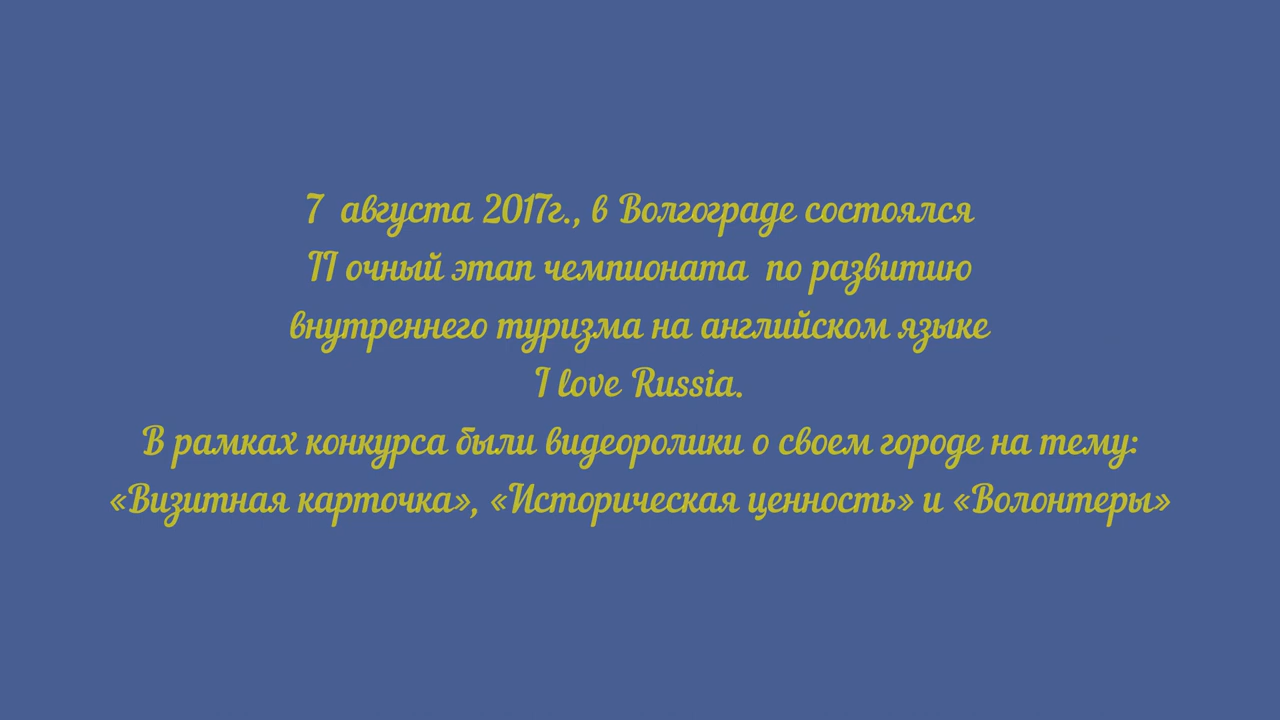 7 августа 2017г., в Волгограде состоялся
II очный этап чемпионата по развитию
внутреннего туризма на английском языке
I love Russia.
В рамках конкурса были видеоролики о своем городе на тему:
«Визитная карточка», «Историческая ценность» и «Волонтеры»